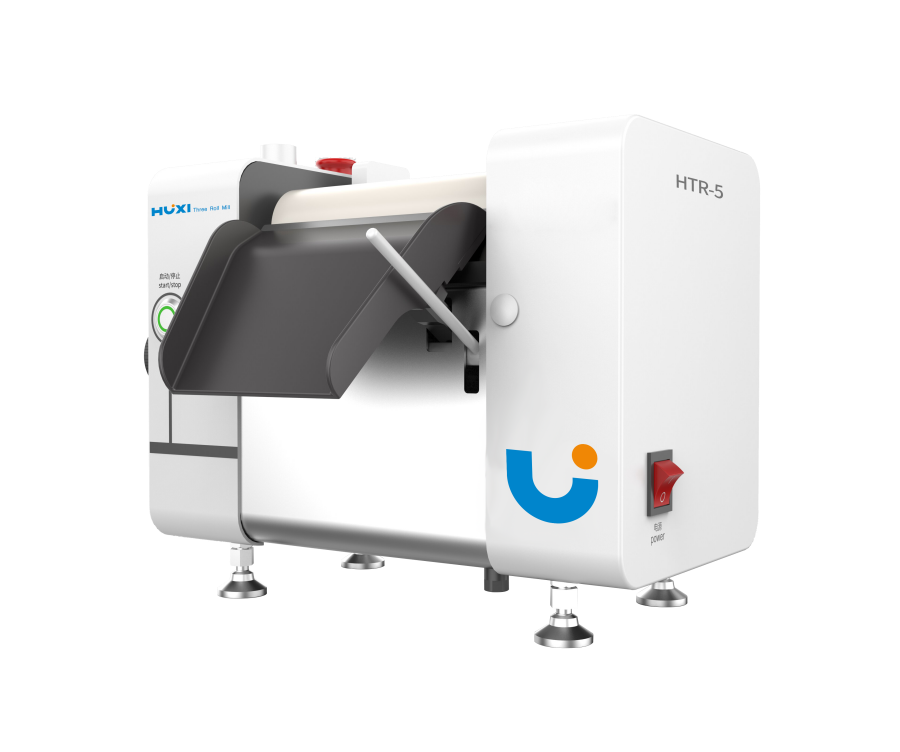 HUXI Three Roll Mill
启动/停止
start/stop
HTR-5
电源
power